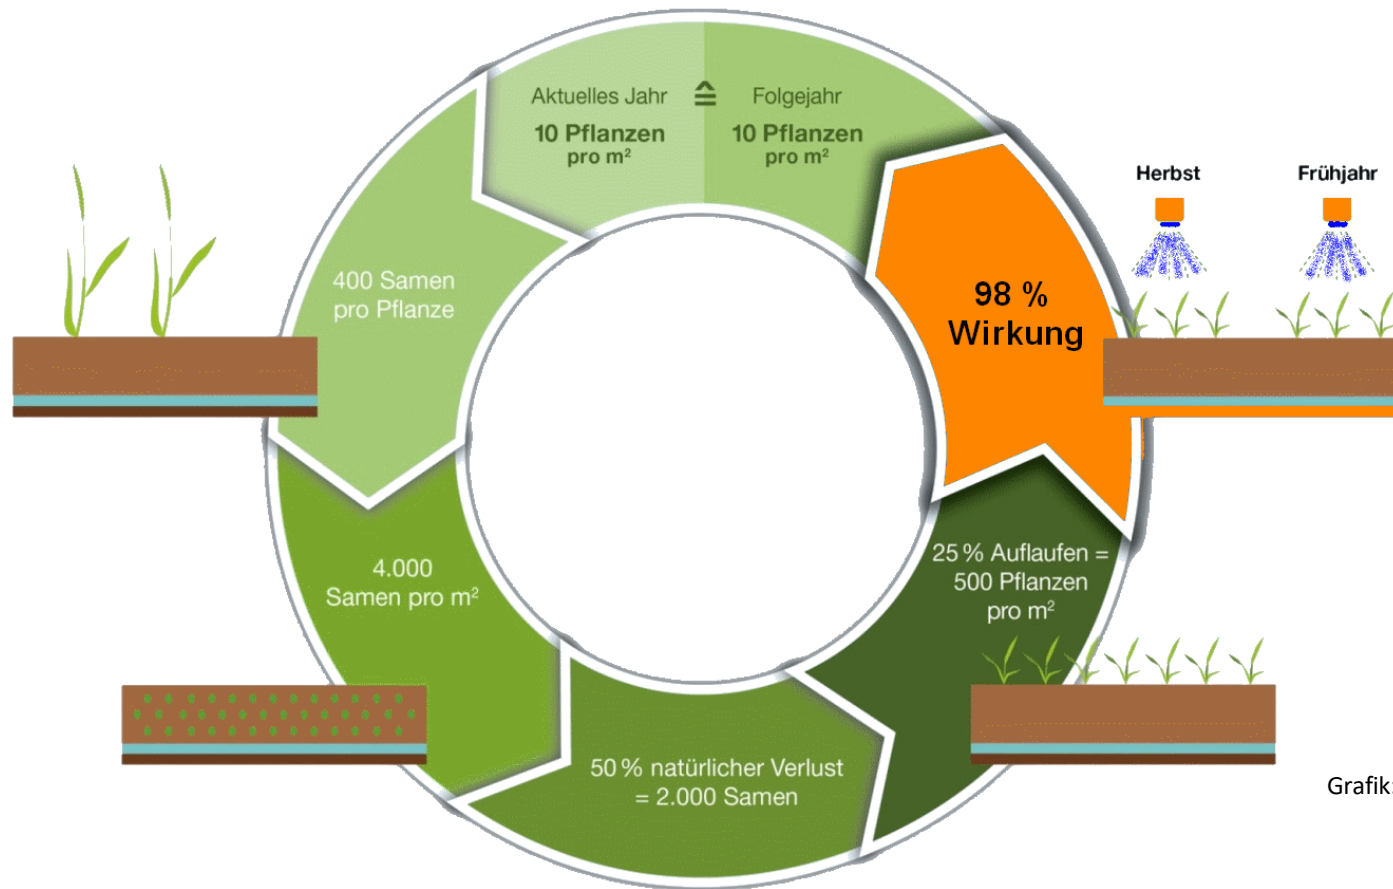 Aktuelles Jahr
10 Pflanzen
pro m²
≙
Folgejahr
10 Pflanzen
pro m²
Herbst
Frühjahr
98 %
Wirkung
400 Samen
pro Pflanze
4.000
Samen pro m²
25 % Auflaufen =
500 Pflanzen
pro m²
50 % natürlicher Verlust
= 2.000 Samen
Grafik: